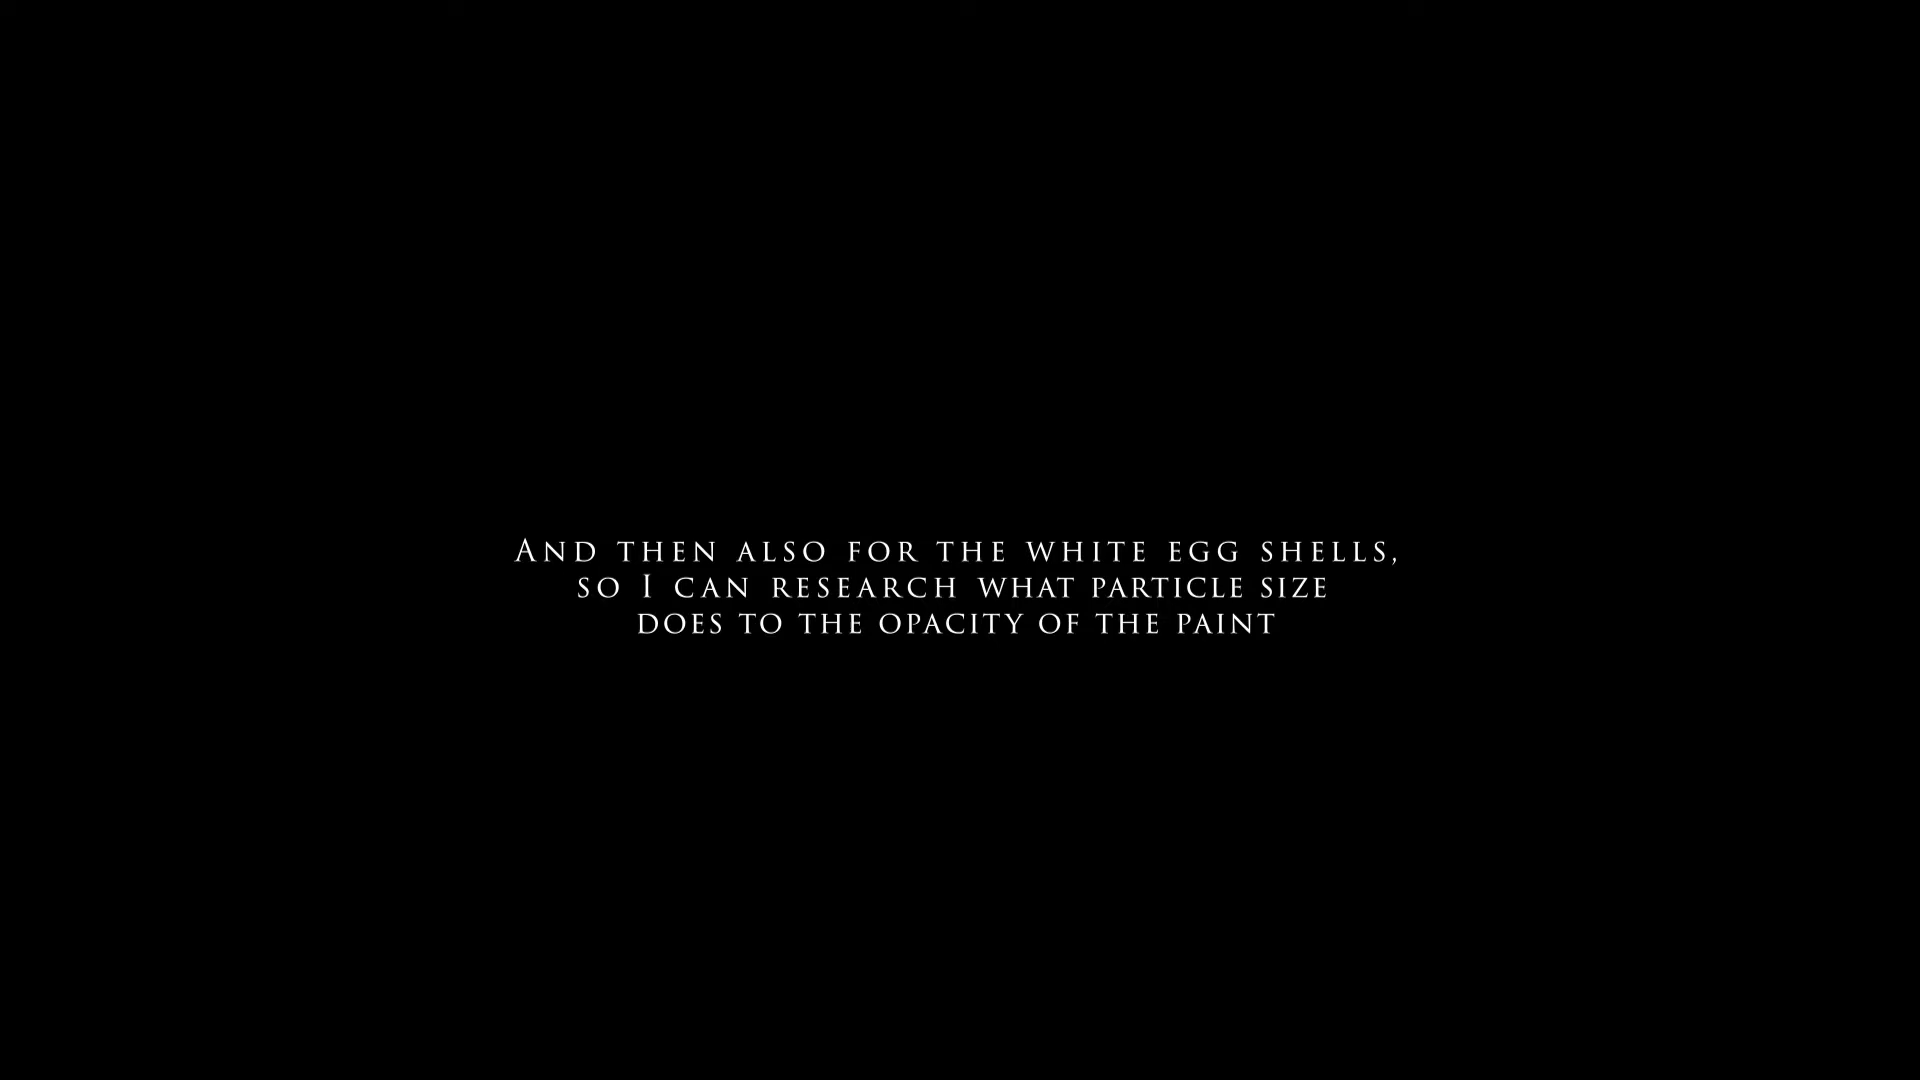 And then also for the white egg shells,
so I can research what particle size
does to the opacity of the paint